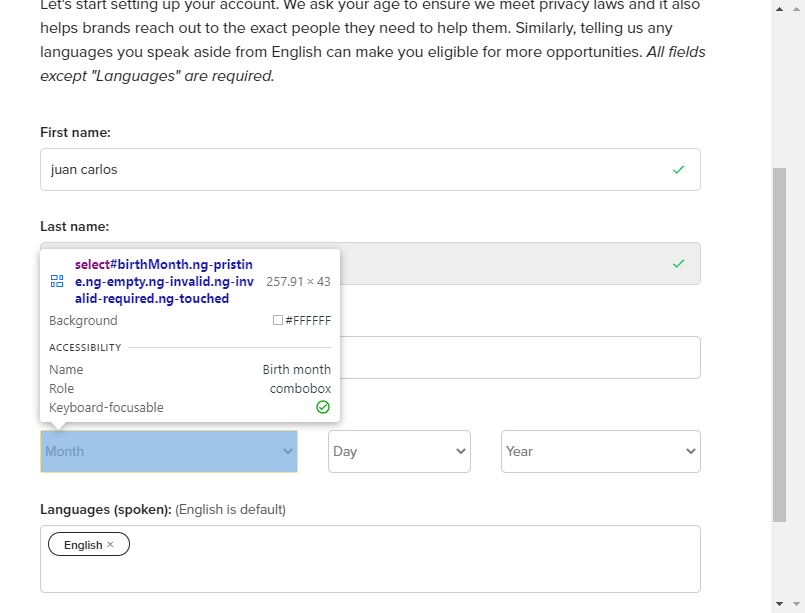 Let's start setting up your account. We ask your age to ensure we meet privacy laws and it also
helps brands reach out to the exact people they need to help them. Similarly, telling us any
languages you speak aside from English can make you eligible for more opportunities. All fields
except "Languages" are required.
First name:
juan carlos
Last name:
select#birthMonth.ng-pristin
e.ng-empty.ng-invalid.ng-inv
alid-required.ng-touched
257.91 × 43
Background
#FFFFFF
ACCESSIBILITY
Name
Birth month
Role
combobox
Keyboard-focusable
Month
Day
Year
Languages (spoken): (English is default)
English ×